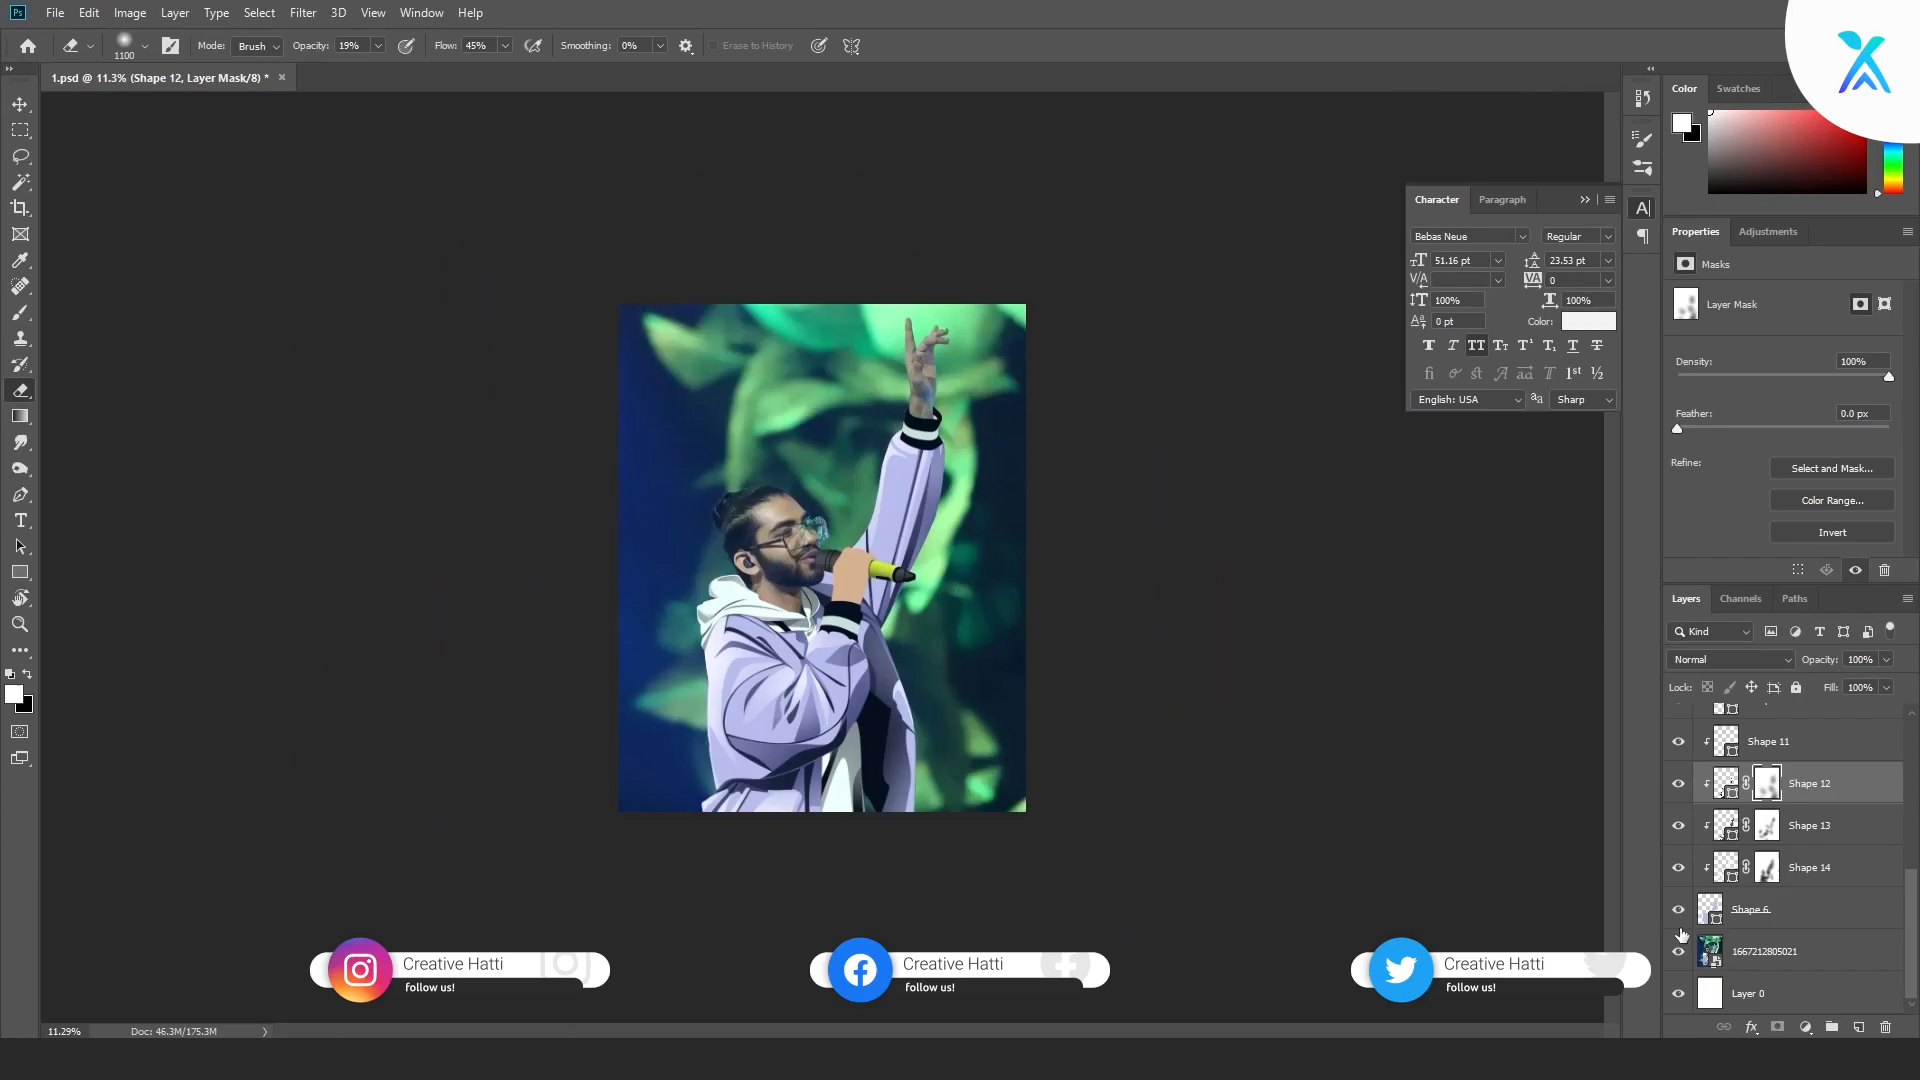 Ps File Edit Image Layer Type Select Filter 3D View Window Help
1100 Mode: Brush Opacity: 19% Flow: 45% Smoothing: 0% Erase to History
1.psd @ 11.3% (Shape 12, Layer Mask/8) *
Color Swatches
Character Paragraph
Bebas Neue Regular
51.16 pt 23.53 pt
0
100% 100%
0 pt Color:
English: USA Sharp
Properties Adjustments
Masks
Layer Mask
Density: 100%
Feather: 0.0 px
Refine: Select and Mask...
Color Range...
Invert
Layers Channels Paths
Kind
Normal Opacity: 100%
Lock: Fill: 100%
Shape 11
Shape 12
Shape 13
Shape 14
Shape 6
1667212805021
Layer 0
Creative Hatti
follow us!
Creative Hatti
follow us!
Creative Hatti
follow us!
11.29% Doc: 46.3M/175.3M